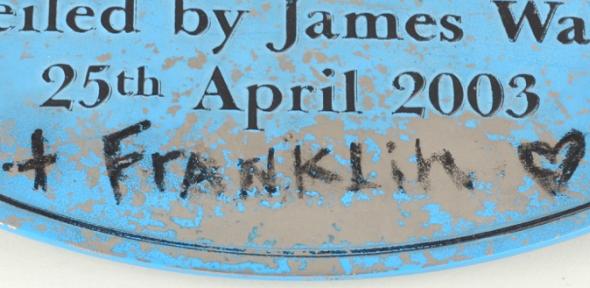 eiled by James Wa
25th April 2003
+ Franklin ♡